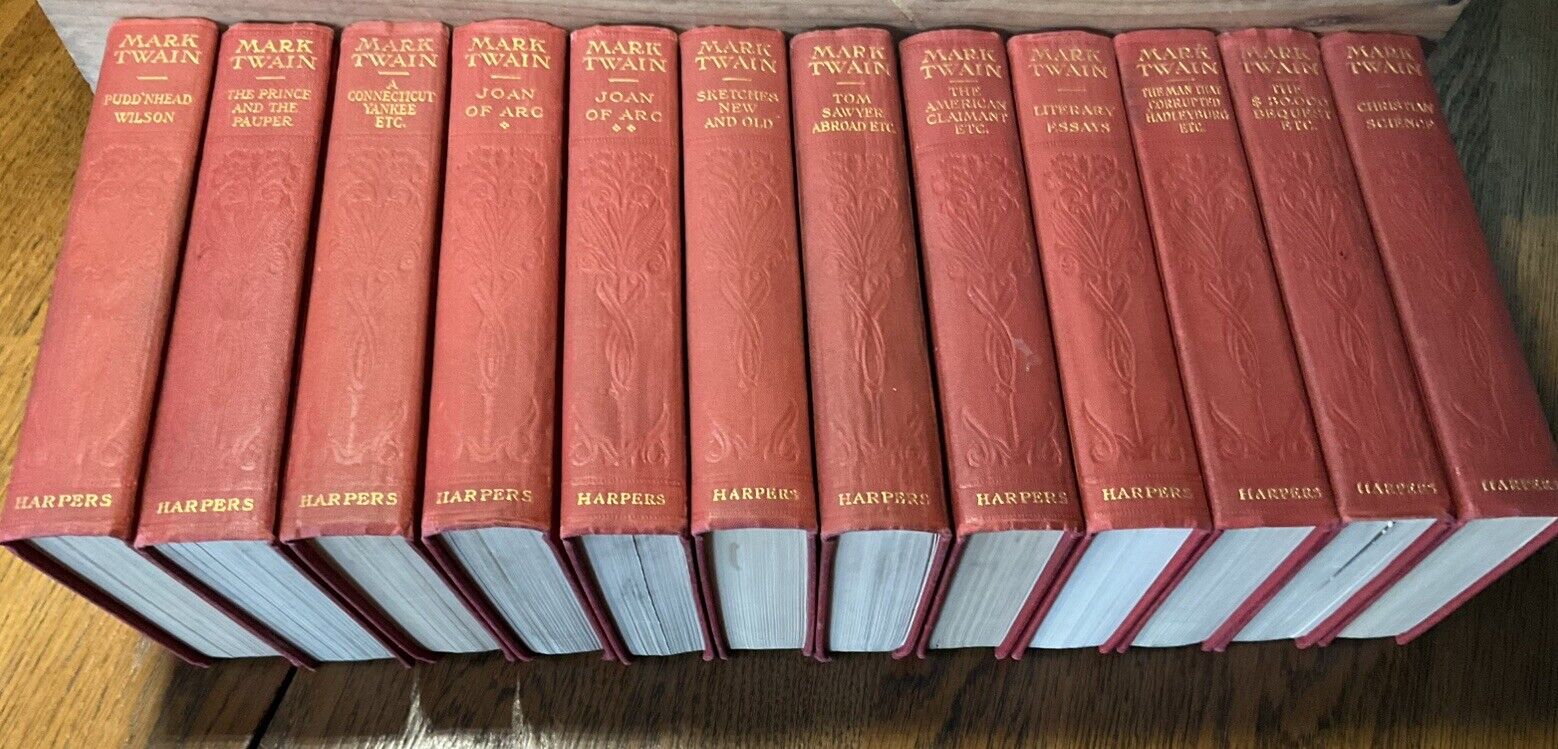 MARK
TWAIN
PUDD'NHEAD
WILSON
HARPERS
MARK
TWAIN
THE PRINCE
AND THE
PAUPER
HARPERS
MARK
TWAIN
A
CONNECTICUT
YANKEE
ETC.
HARPERS
MARK
TWAIN
JOAN
OF ARC
HARPERS
MARK
TWAIN
JOAN
OF ARC
HARPERS
MARK
TWAIN
SKETCHES
NEW
AND OLD
HARPERS
MARK
TWAIN
TOM
SAWYER
ABROAD ETC.
HARPERS
MARK
TWAIN
THE
AMERICAN
CLAIMANT
ETC.
HARPERS
MARK
TWAIN
LITERARY
ESSAYS
HARPERS
MARK
TWAIN
THE MAN THAT
CORRUPTED
HADLEYBURG
ETC.
HARPERS
MARK
TWAIN
THE
$30,000
BEQUEST
ETC.
HARPERS
MARK
TWAIN
CHRISTIAN
SCIENCE
HARPERS